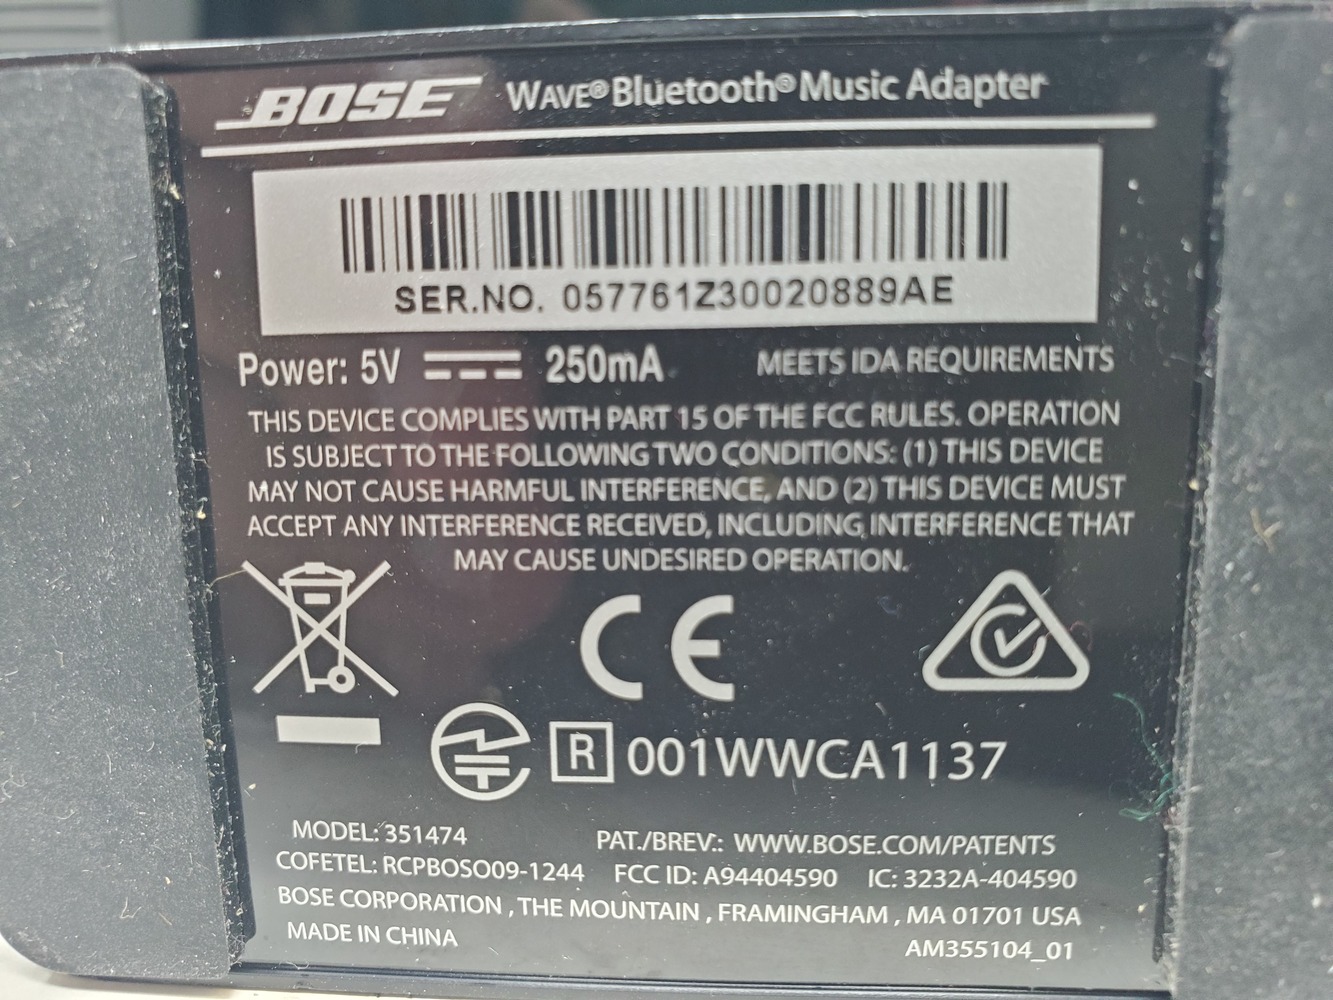 BOSE WAVE® Bluetooth® Music Adapter
SER.NO. 057761Z30020889AE
Power: 5V 250mA MEETS IDA REQUIREMENTS
THIS DEVICE COMPLIES WITH PART 15 OF THE FCC RULES. OPERATION
IS SUBJECT TO THE FOLLOWING TWO CONDITIONS: (1) THIS DEVICE
MAY NOT CAUSE HARMFUL INTERFERENCE, AND (2) THIS DEVICE MUST
ACCEPT ANY INTERFERENCE RECEIVED, INCLUDING INTERFERENCE THAT
MAY CAUSE UNDESIRED OPERATION.
CE
R 001WWCA1137
MODEL: 351474 PAT./BREV.: WWW.BOSE.COM/PATENTS
COFETEL: RCPBOSO09-1244 FCC ID: A94404590 IC: 3232A-404590
BOSE CORPORATION , THE MOUNTAIN , FRAMINGHAM , MA 01701 USA
MADE IN CHINA AM355104_01